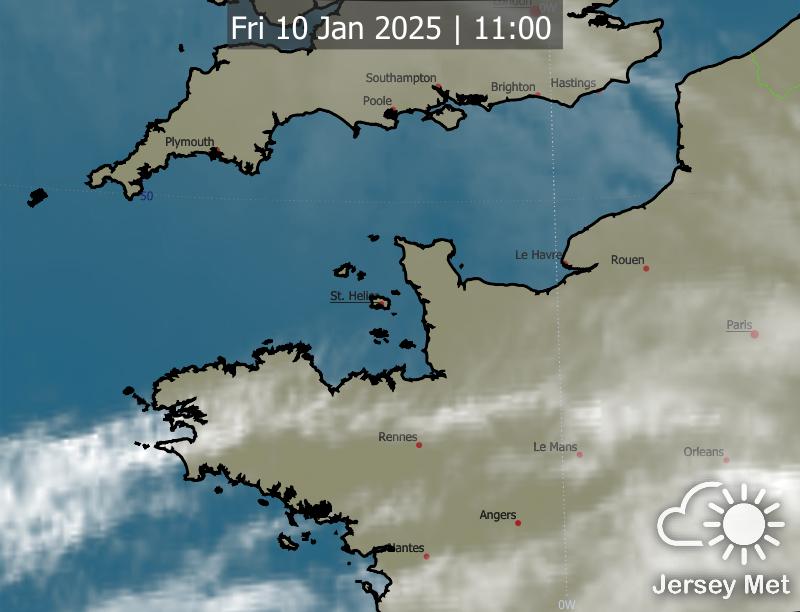 London
0W
Fri 10 Jan 2025 | 11:00
Southampton
Brighton
Hastings
Poole
Plymouth
50
Le Havre
Rouen
St. Helier
Paris
Rennes
Le Mans
Orleans
Angers
Nantes
Jersey Met
0W